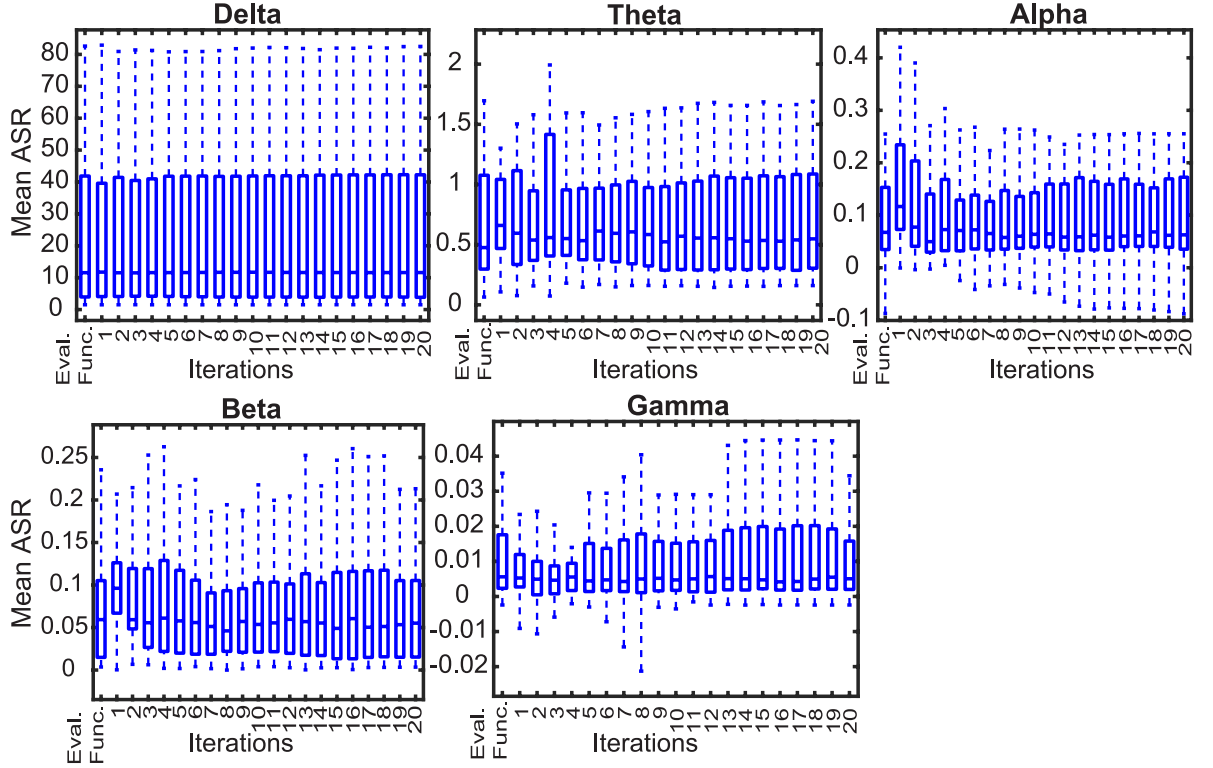 Delta
Mean ASR
80
70
60
50
40
30
20
10
0
Eval. Func. 1 2 3 4 5 6 7 8 9 10 11 12 13 14 15 16 17 18 19 20
Iterations
Theta
2
1.5
1
0.5
0
Eval. Func. 1 2 3 4 5 6 7 8 9 10 11 12 13 14 15 16 17 18 19 20
Iterations
Alpha
0.4
0.3
0.2
0.1
0
-0.1
Eval. Func. 1 2 3 4 5 6 7 8 9 10 11 12 13 14 15 16 17 18 19 20
Iterations
Beta
Mean ASR
0.25
0.2
0.15
0.1
0.05
0
Eval. Func. 1 2 3 4 5 6 7 8 9 10 11 12 13 14 15 16 17 18 19 20
Iterations
Gamma
0.04
0.03
0.02
0.01
0
-0.01
-0.02
Eval. Func. 1 2 3 4 5 6 7 8 9 10 11 12 13 14 15 16 17 18 19 20
Iterations